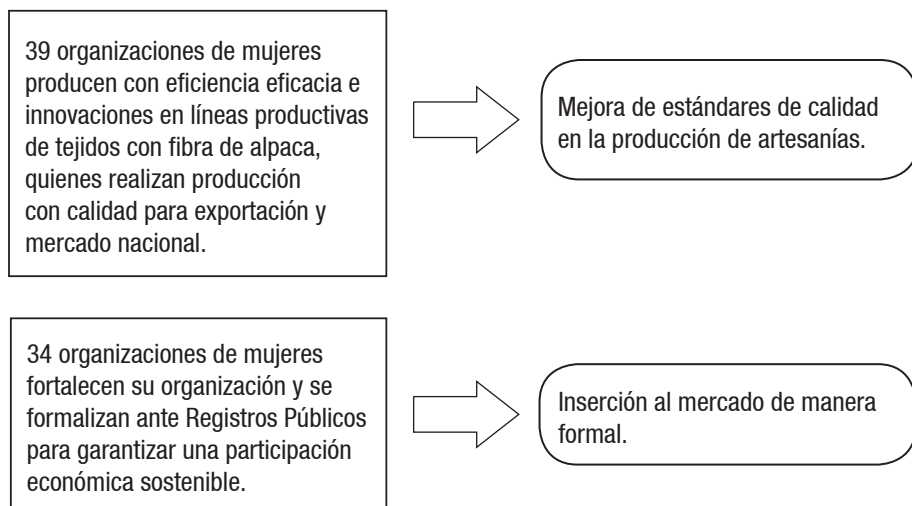 39 organizaciones de mujeres
producen con eficiencia eficacia e
innovaciones en líneas productivas
de tejidos con fibra de alpaca,
quienes realizan producción
con calidad para exportación y
mercado nacional.
Mejora de estándares de calidad
en la producción de artesanías.
34 organizaciones de mujeres
fortalecen su organización y se
formalizan ante Registros Públicos
para garantizar una participación
económica sostenible.
Inserción al mercado de manera
formal.